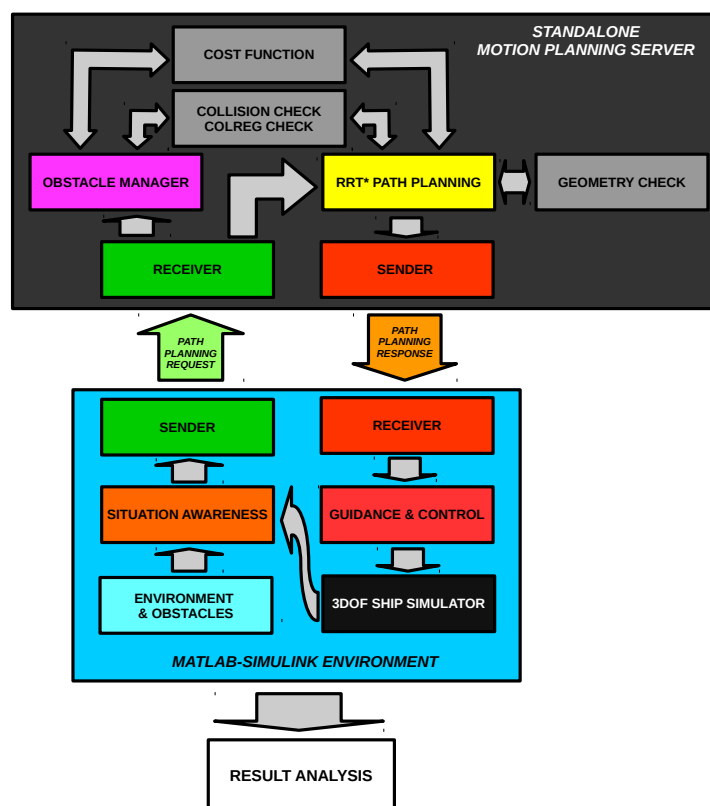 STANDALONE
MOTION PLANNING SERVER
COST FUNCTION
COLLISION CHECK
COLREG CHECK
OBSTACLE MANAGER
RRT* PATH PLANNING
GEOMETRY CHECK
RECEIVER
SENDER
PATH
PLANNING
REQUEST
PATH
PLANNING
RESPONSE
SENDER
RECEIVER
SITUATION AWARENESS
GUIDANCE & CONTROL
ENVIRONMENT
& OBSTACLES
3DOF SHIP SIMULATOR
MATLAB-SIMULINK ENVIRONMENT
RESULT ANALYSIS